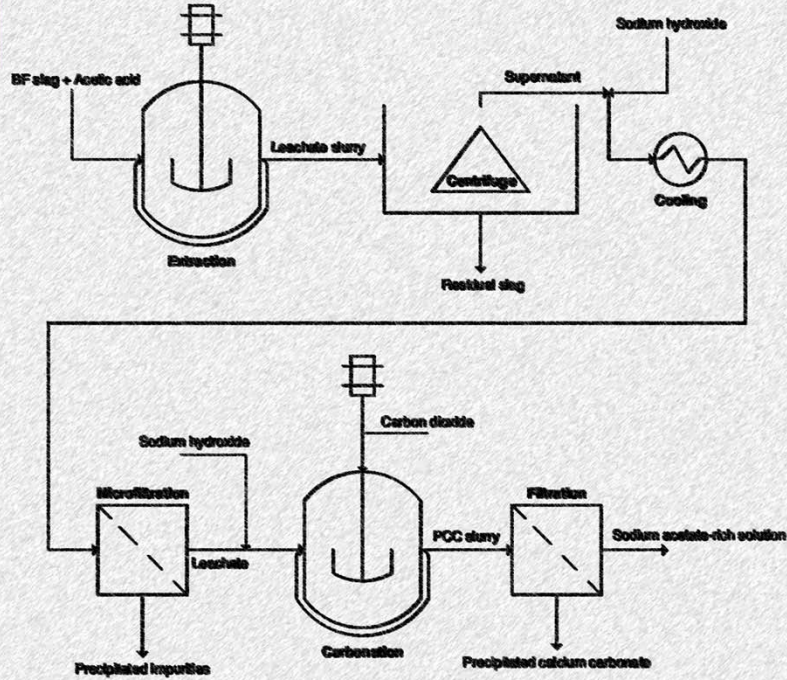 Sodium hydroxide
BF slag + Acetic acid
Supernatant
Leachate slurry
Centrifuge
Cooling
Extraction
Residual slag
Carbon dioxide
Sodium hydroxide
Microfiltration
Filtration
PCC slurry
Sodium acetate-rich solution
Leachate
Carbonation
Precipitated calcium carbonate
Precipitated impurities